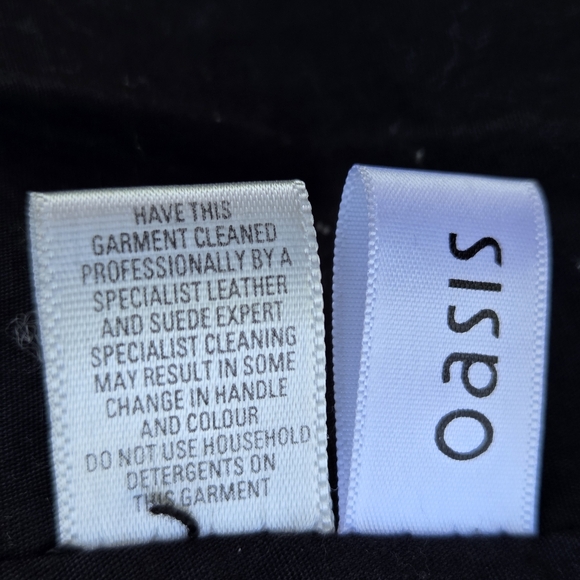 HAVE THIS
GARMENT CLEANED
PROFESSIONALLY BY A
SPECIALIST LEATHER
AND SUEDE EXPERT
SPECIALIST CLEANING
MAY RESULT IN SOME
CHANGE IN HANDLE
AND COLOUR
DO NOT USE HOUSEHOLD
DETERGENTS ON
THIS GARMENT
oasis